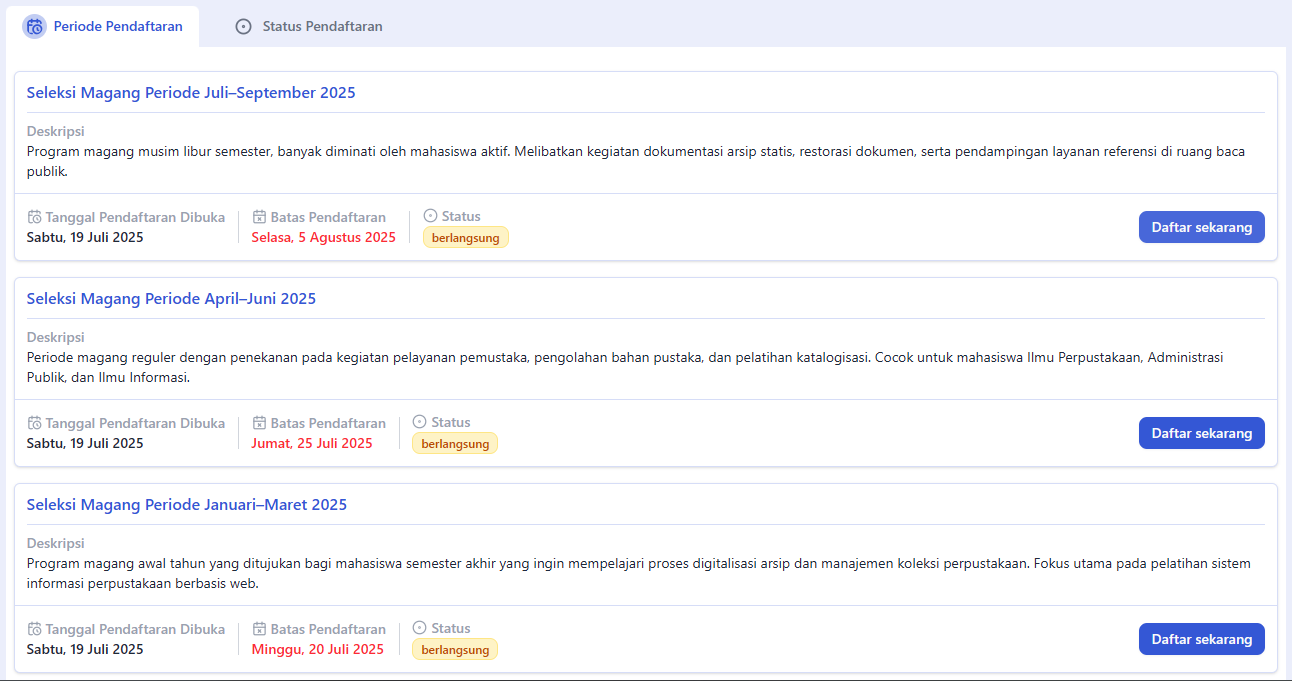 Periode Pendaftaran
Status Pendaftaran
Seleksi Magang Periode Juli–September 2025
Deskripsi
Program magang musim libur semester, banyak diminati oleh mahasiswa aktif. Melibatkan kegiatan dokumentasi arsip statis, restorasi dokumen, serta pendampingan layanan referensi di ruang baca
publik.
Tanggal Pendaftaran Dibuka
Sabtu, 19 Juli 2025
Batas Pendaftaran
Selasa, 5 Agustus 2025
Status
berlangsung
Daftar sekarang
Seleksi Magang Periode April–Juni 2025
Deskripsi
Periode magang reguler dengan penekanan pada kegiatan pelayanan pemustaka, pengolahan bahan pustaka, dan pelatihan katalogisasi. Cocok untuk mahasiswa Ilmu Perpustakaan, Administrasi
Publik, dan Ilmu Informasi.
Tanggal Pendaftaran Dibuka
Sabtu, 19 Juli 2025
Batas Pendaftaran
Jumat, 25 Juli 2025
Status
berlangsung
Daftar sekarang
Seleksi Magang Periode Januari–Maret 2025
Deskripsi
Program magang awal tahun yang ditujukan bagi mahasiswa semester akhir yang ingin mempelajari proses digitalisasi arsip dan manajemen koleksi perpustakaan. Fokus utama pada pelatihan sistem
informasi perpustakaan berbasis web.
Tanggal Pendaftaran Dibuka
Sabtu, 19 Juli 2025
Batas Pendaftaran
Minggu, 20 Juli 2025
Status
berlangsung
Daftar sekarang